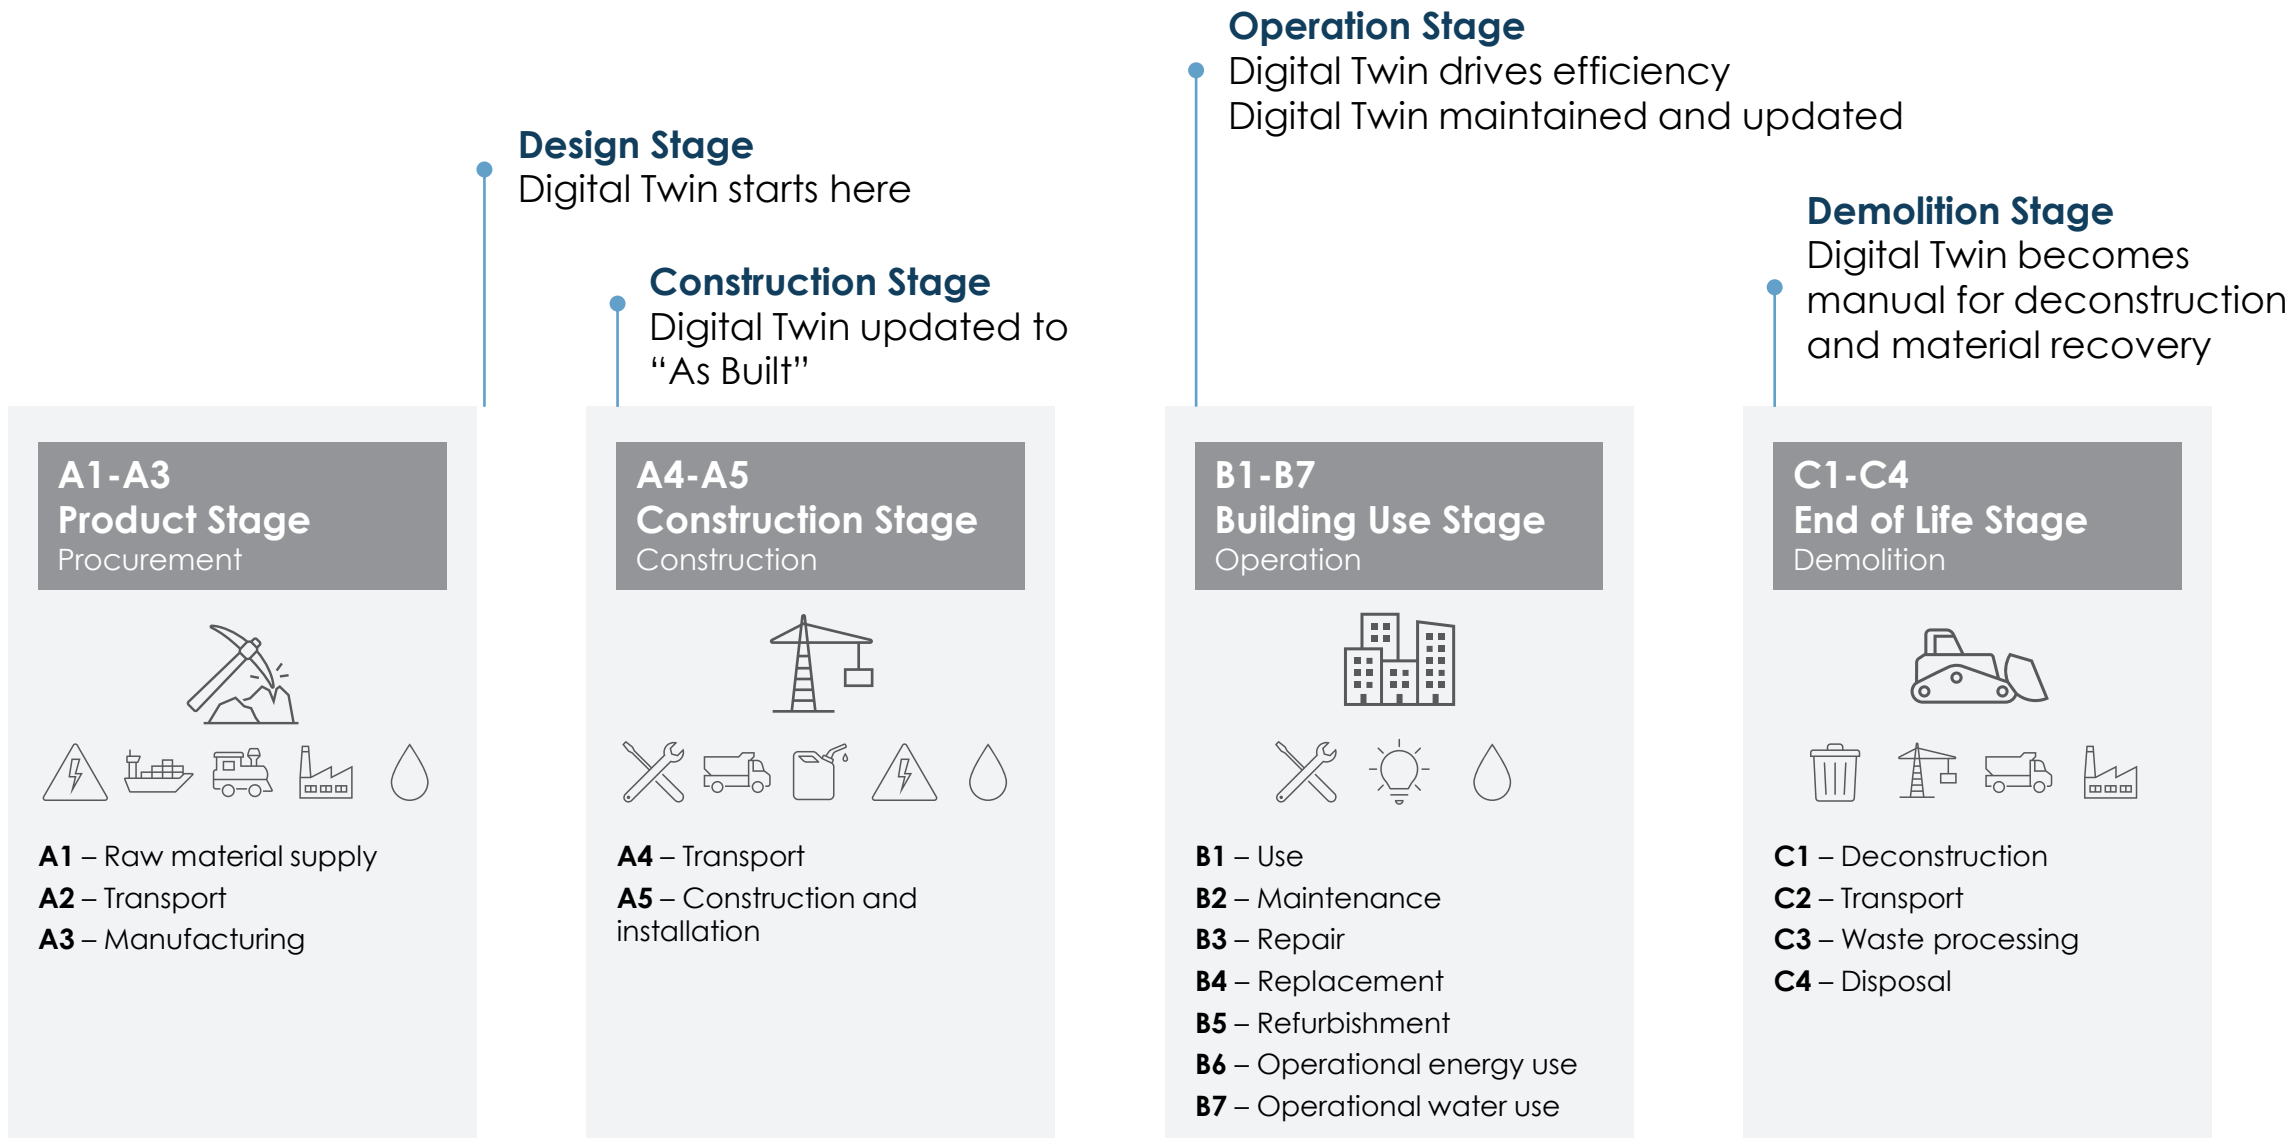 Operation Stage
Digital Twin drives efficiency
Digital Twin maintained and updated
Design Stage
Digital Twin starts here
Demolition Stage
Digital Twin becomes
manual for deconstruction
and material recovery
Construction Stage
Digital Twin updated to
“As Built”
A1-A3
Product Stage
Procurement
A1 – Raw material supply
A2 – Transport
A3 – Manufacturing
A4-A5
Construction Stage
Construction
A4 – Transport
A5 – Construction and
installation
B1-B7
Building Use Stage
Operation
B1 – Use
B2 – Maintenance
B3 – Repair
B4 – Replacement
B5 – Refurbishment
B6 – Operational energy use
B7 – Operational water use
C1-C4
End of Life Stage
Demolition
C1 – Deconstruction
C2 – Transport
C3 – Waste processing
C4 – Disposal